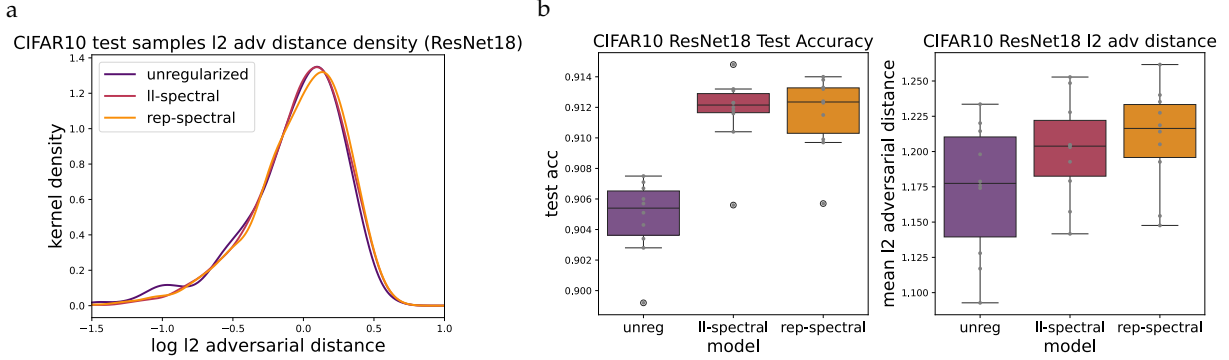 a
CIFAR10 test samples l2 adv distance density (ResNet18)
1.4
1.2
1.0
0.8
0.6
0.4
0.2
0.0
kernel density
unregularized
ll-spectral
rep-spectral
−1.5
−1.0
−0.5
0.0
0.5
1.0
log l2 adversarial distance
b
CIFAR10 ResNet18 Test Accuracy
0.914
0.912
0.910
0.908
0.906
0.904
0.902
0.900
test acc
unreg
ll-spectral
rep-spectral
model
CIFAR10 ResNet18 l2 adv distance
1.250
1.225
1.200
1.175
1.150
1.125
1.100
mean l2 adversarial distance
unreg
ll-spectral
rep-spectral
model